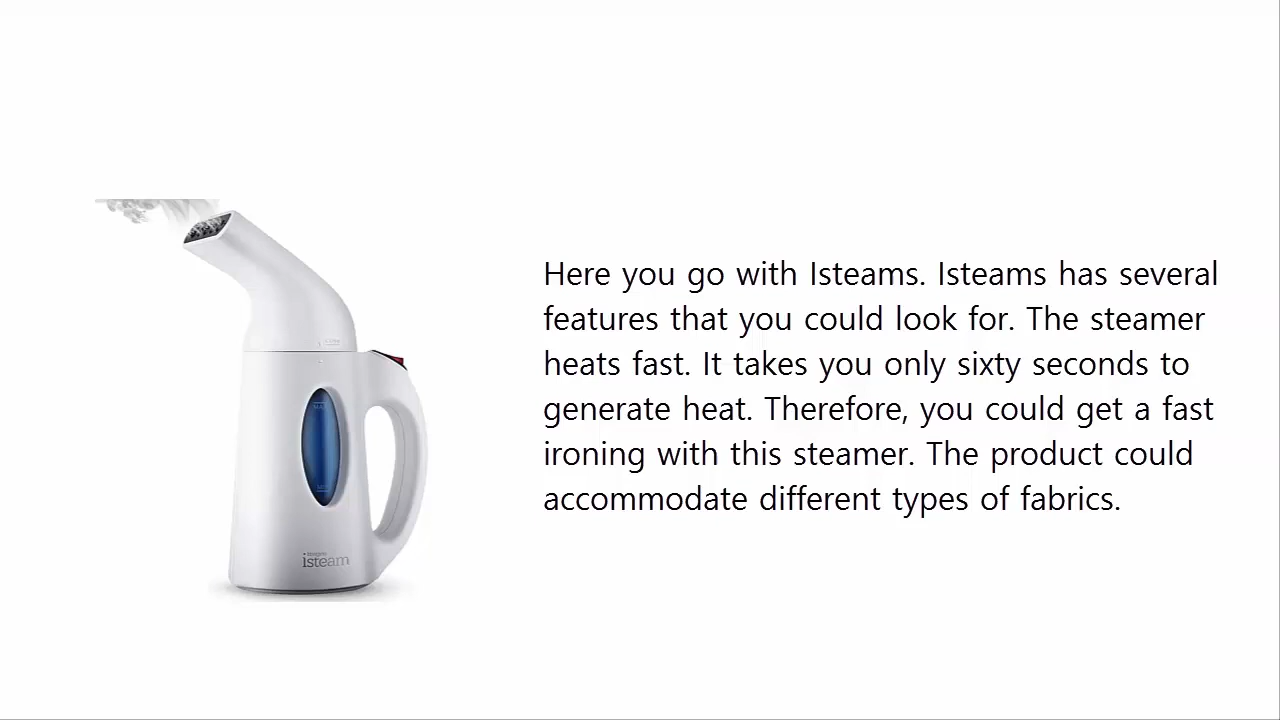 Here you go with Isteams. Isteams has several
features that you could look for. The steamer
heats fast. It takes you only sixty seconds to
generate heat. Therefore, you could get a fast
ironing with this steamer. The product could
accommodate different types of fabrics.
MAX
MIN
isteam